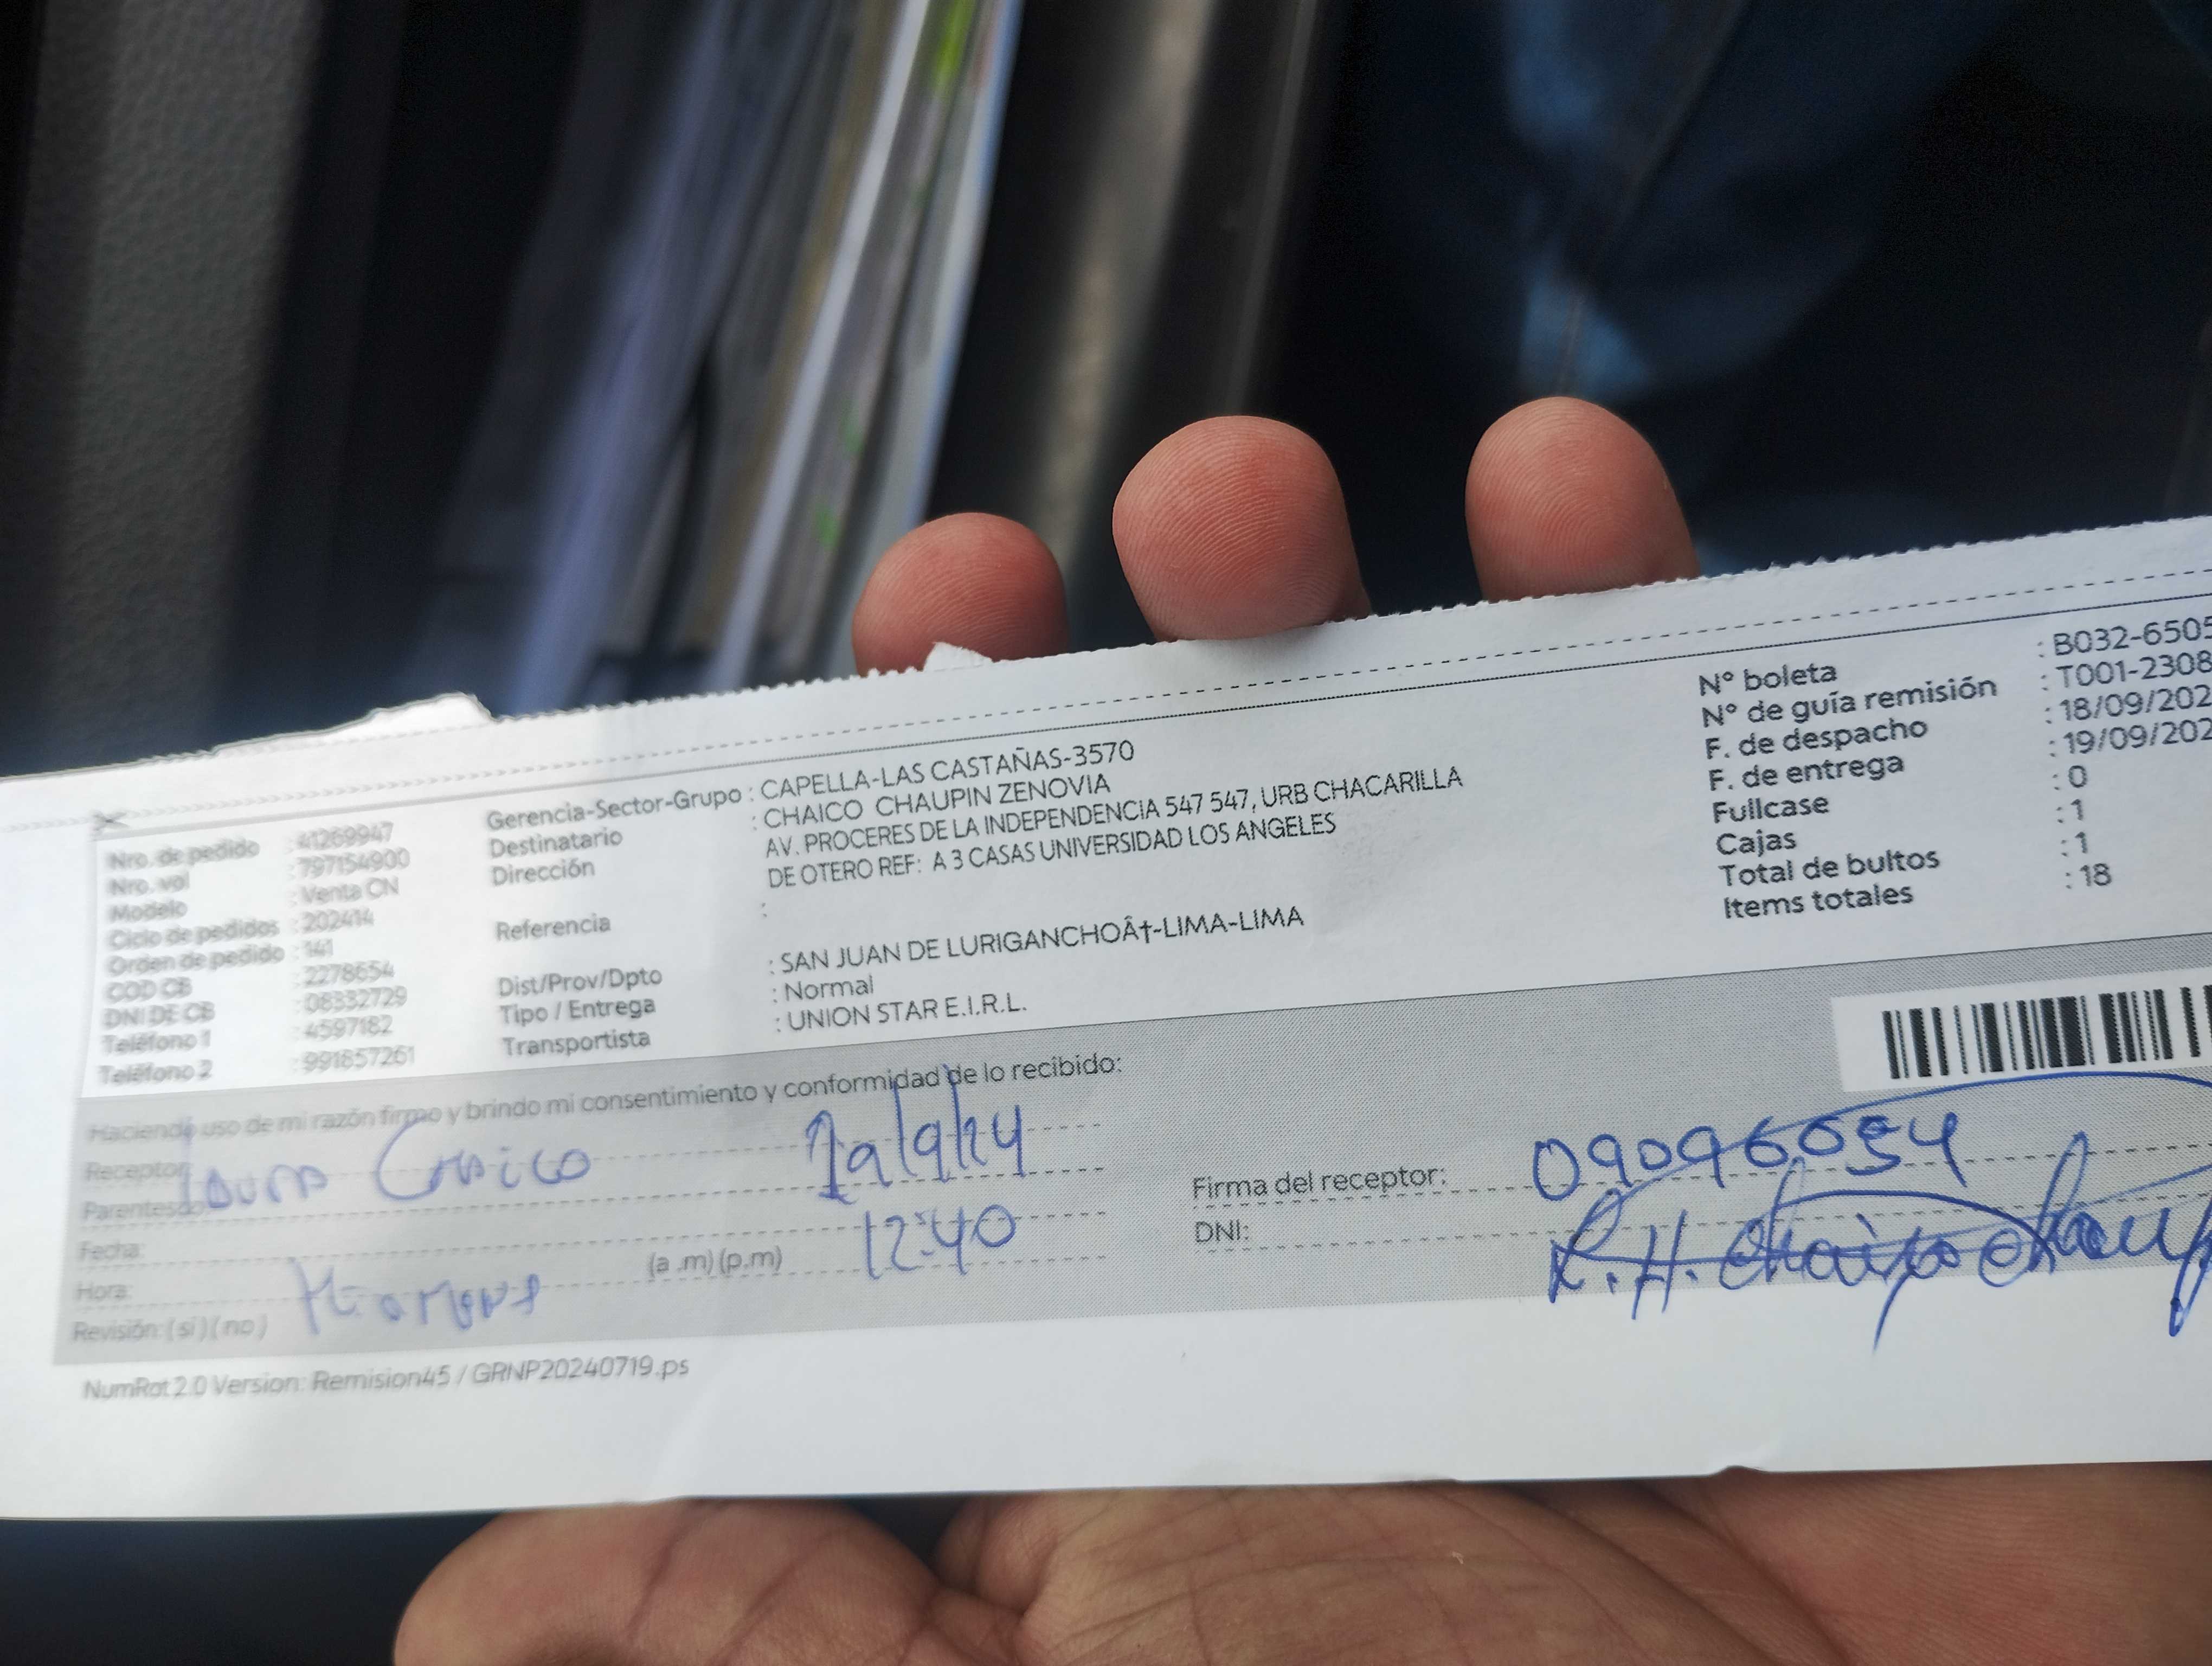 Nro. de pedido : 41269947
Nro. vol : 797154900
Modelo : Venta CN
Ciclo de pedidos : 202414
Orden de pedido : 141
COD CB : 2278654
DNI DE CB : 08332729
Teléfono 1 : 4597182
Teléfono 2 : 991857261
Gerencia-Sector-Grupo : CAPELLA-LAS CASTAÑAS-3570
Destinatario : CHAICO CHAUPIN ZENOVIA
Dirección AV. PROCERES DE LA INDEPENDENCIA 547 547, URB CHACARILLA
DE OTERO REF: A 3 CASAS UNIVERSIDAD LOS ANGELES
Referencia :
Dist/Prov/Dpto : SAN JUAN DE LURIGANCHOÂ†-LIMA-LIMA
Tipo / Entrega : Normal
Transportista : UNION STAR E.I.R.L.
N° boleta : B032-6505
N° de guía remisión : T001-2308
F. de despacho : 18/09/202
F. de entrega : 19/09/202
Fullcase : 0
Cajas : 1
Total de bultos : 1
Items totales : 18
Haciendo uso de mi razón firmo y brindo mi consentimiento y conformidad de lo recibido:
Receptor:
Parentesco:
Fecha: 19/9/24
Hora: (a .m) (p.m) 12:40
Revisión: ( si ) ( no )
Firma del receptor: 09096654
DNI:
NumRot 2.0 Version: Remision45 / GRNP20240719.ps